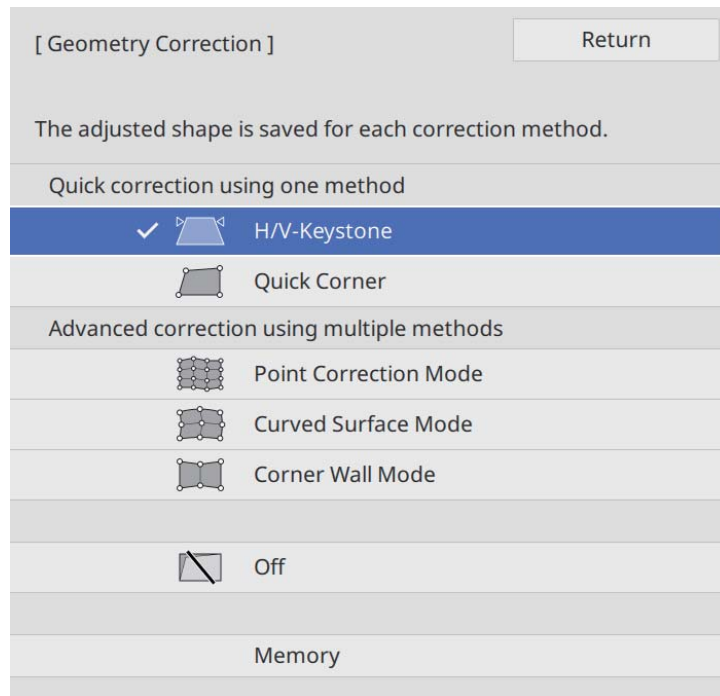 [ Geometry Correction ]
Return
The adjusted shape is saved for each correction method.
Quick correction using one method
H/V-Keystone
Quick Corner
Advanced correction using multiple methods
Point Correction Mode
Curved Surface Mode
Corner Wall Mode
Off
Memory